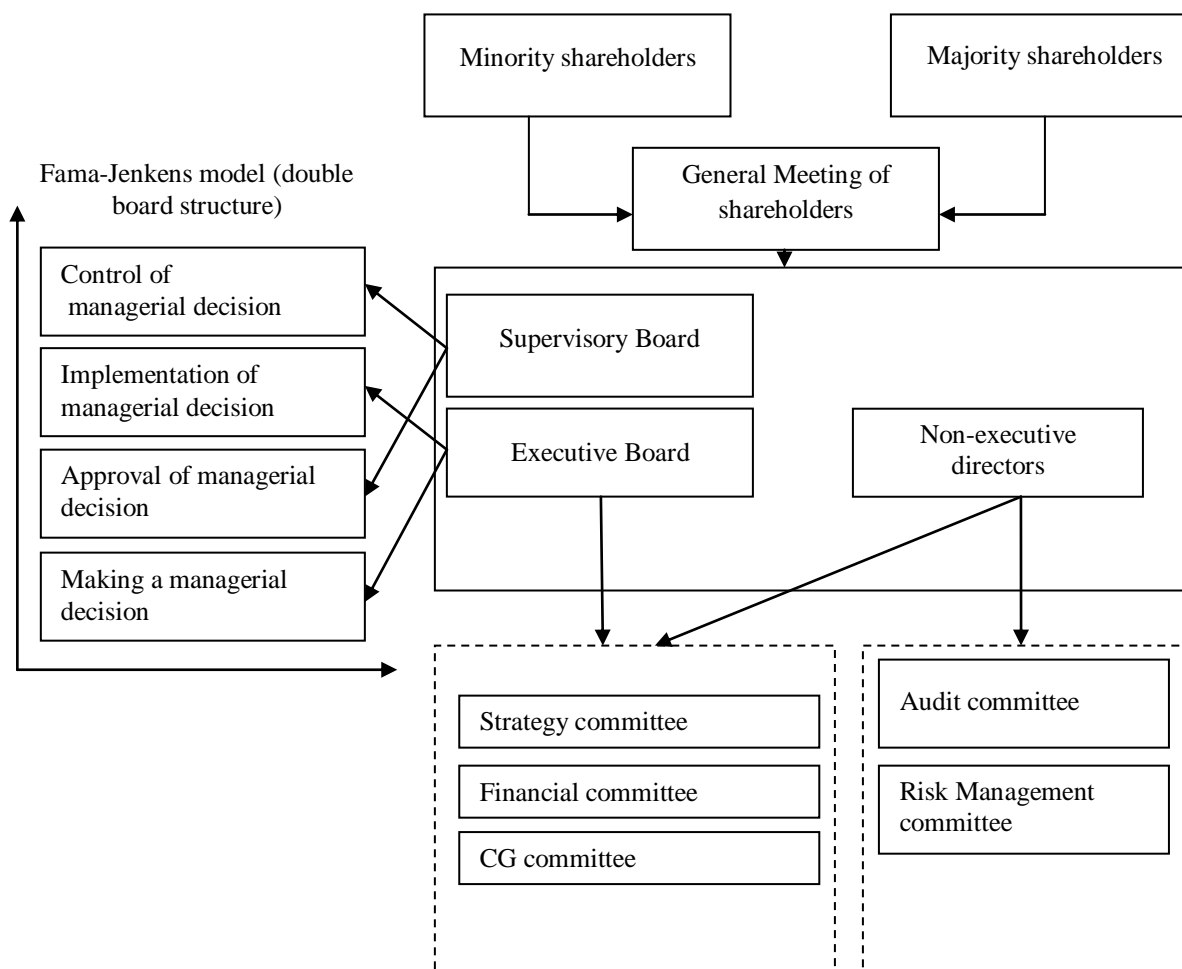 Minority shareholders
Majority shareholders
General Meeting of
shareholders
Fama-Jenkens model (double
board structure)
Control of
managerial decision
Implementation of
managerial decision
Approval of managerial
decision
Making a managerial
decision
Supervisory Board
Executive Board
Non-executive
directors
Strategy committee
Financial committee
CG committee
Audit committee
Risk Management
committee